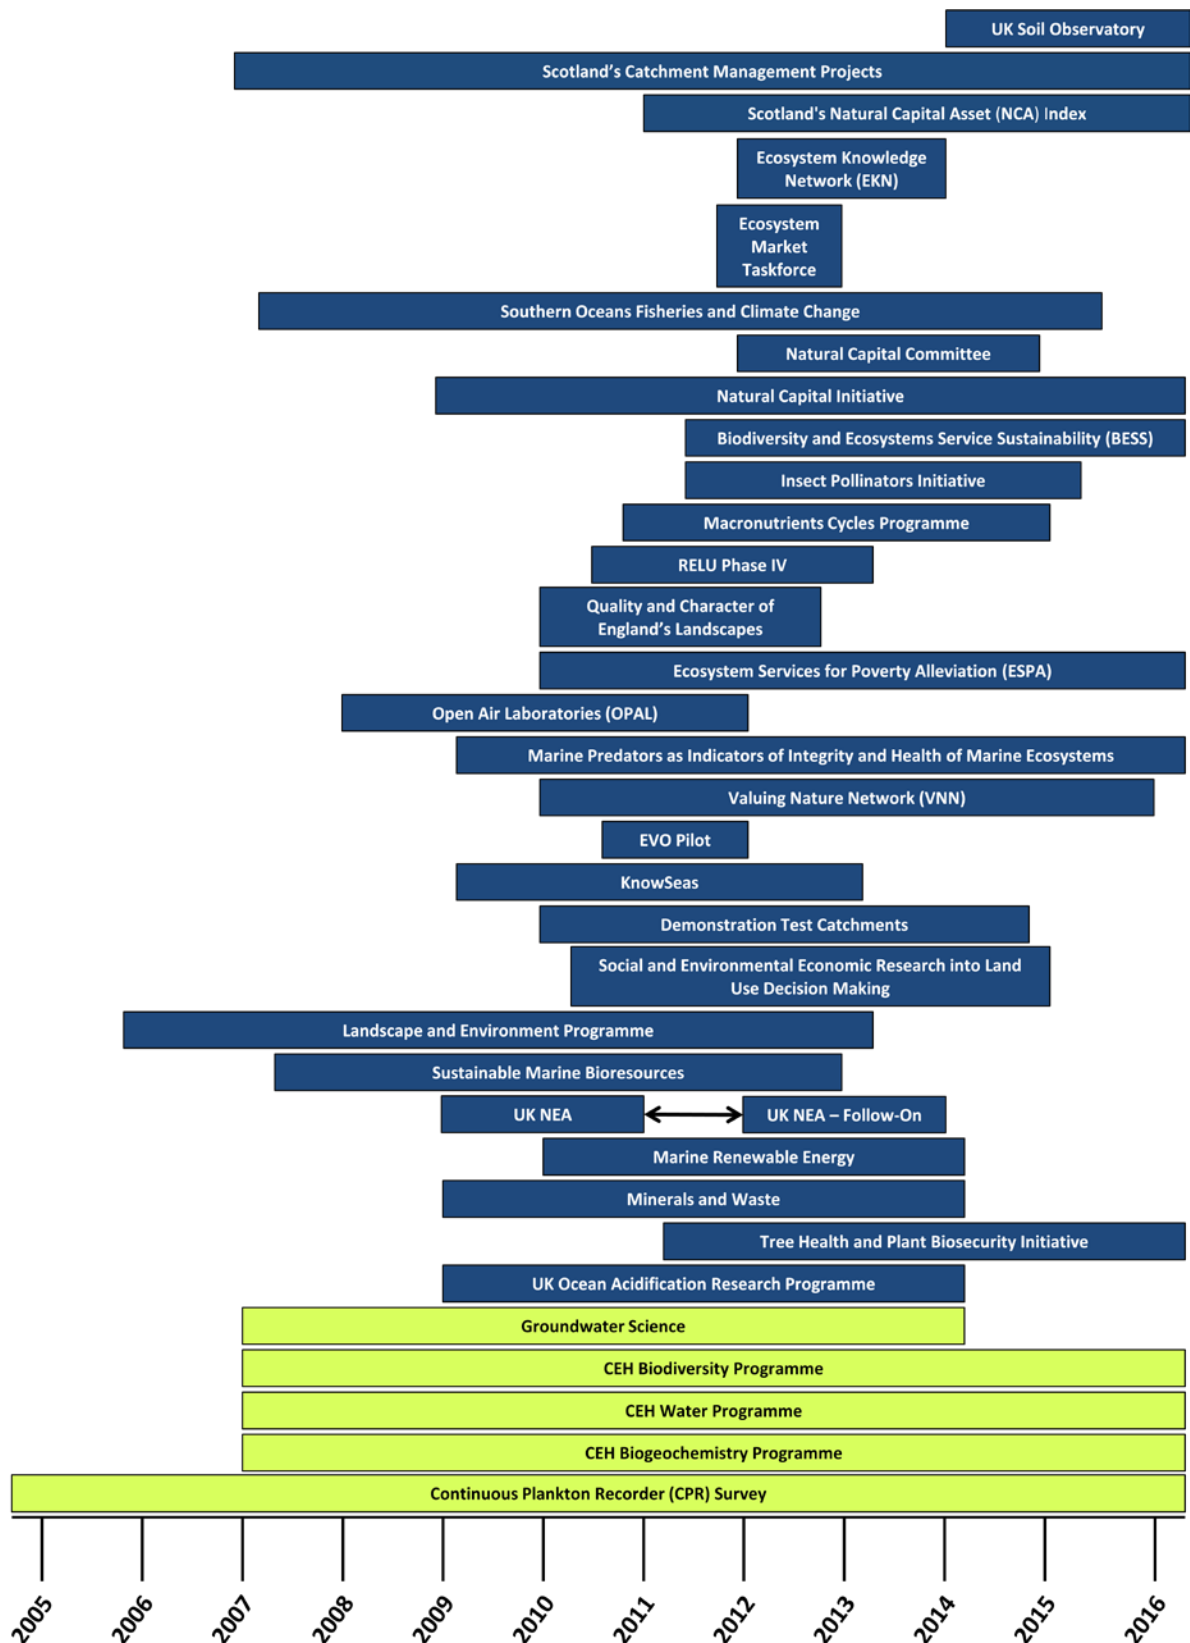 UK Soil Observatory
Scotland’s Catchment Management Projects
Scotland's Natural Capital Asset (NCA) Index
Ecosystem Knowledge
Network (EKN)
Ecosystem
Market
Taskforce
Southern Oceans Fisheries and Climate Change
Natural Capital Committee
Natural Capital Initiative
Biodiversity and Ecosystems Service Sustainability (BESS)
Insect Pollinators Initiative
Macronutrients Cycles Programme
RELU Phase IV
Quality and Character of
England’s Landscapes
Ecosystem Services for Poverty Alleviation (ESPA)
Open Air Laboratories (OPAL)
Marine Predators as Indicators of Integrity and Health of Marine Ecosystems
Valuing Nature Network (VNN)
EVO Pilot
KnowSeas
Demonstration Test Catchments
Social and Environmental Economic Research into Land
Use Decision Making
Landscape and Environment Programme
Sustainable Marine Bioresources
UK NEA
UK NEA – Follow-On
Marine Renewable Energy
Minerals and Waste
Tree Health and Plant Biosecurity Initiative
UK Ocean Acidification Research Programme
Groundwater Science
CEH Biodiversity Programme
CEH Water Programme
CEH Biogeochemistry Programme
Continuous Plankton Recorder (CPR) Survey
2005
2006
2007
2008
2009
2010
2011
2012
2013
2014
2015
2016